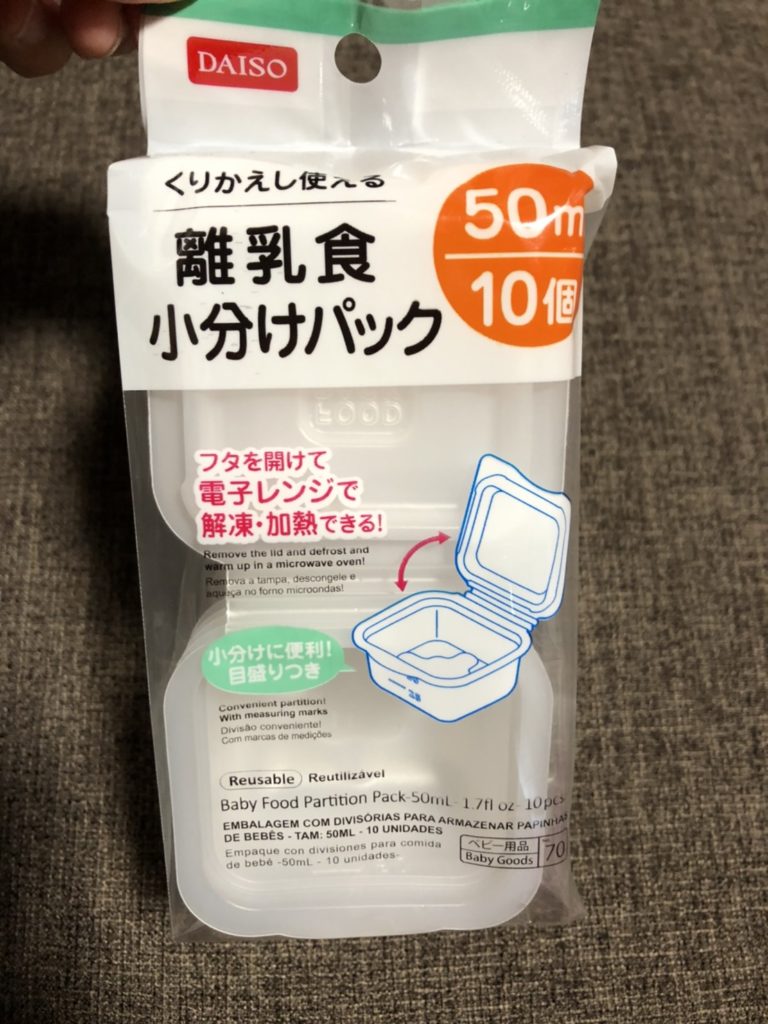 DAISO
くりかえし使える
離乳食
小分けパック
50m
10個
FOOD
フタを開けて
電子レンジで
解凍・加熱できる!
Remove the lid and defrost and
warm up in a microwave oven!
Remova a tampa, descongele e
aqueça no forno microondas!
小分けに便利!
目盛りつき
Convenient partition!
With measuring marks
Divisão conveniente!
Com marcas de medições
Reusable Reutilizável
Baby Food Partition Pack-50mL- 1.7fl oz- 10pcs
EMBALAGEM COM DIVISÓRIAS PARA ARMAZENAR PAPINHAS
DE BEBÊS - TAM: 50ML - 10 UNIDADES
Empaque con divisiones para comida
de bebé -50mL - 10 unidades-
ベビー用品
Baby Goods
70